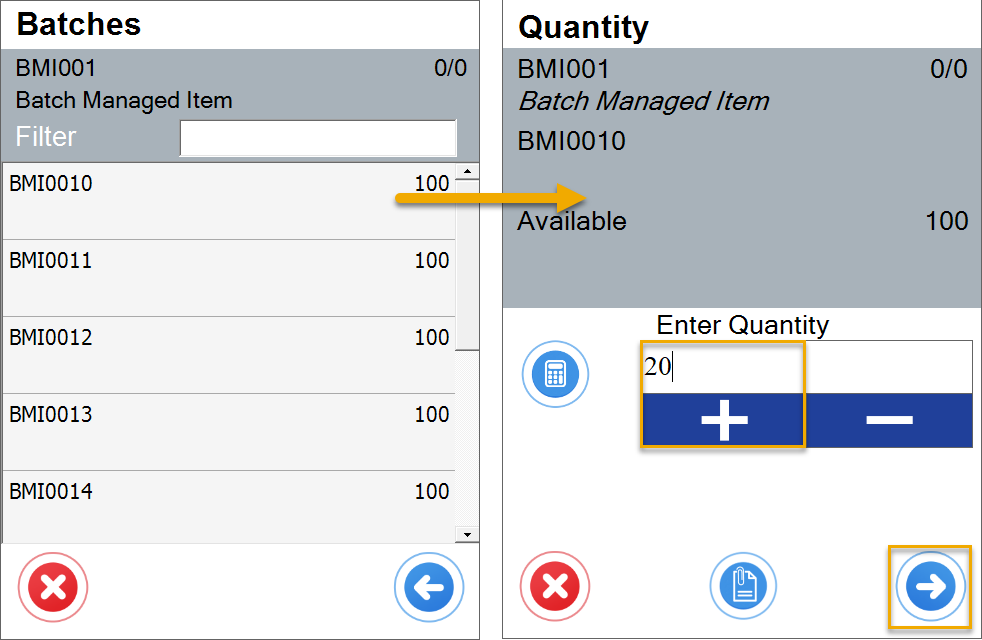 Batches
BMI001 0/0
Batch Managed Item
Filter
BMI0010 100
BMI0011 100
BMI0012 100
BMI0013 100
BMI0014 100
Quantity
BMI001 0/0
Batch Managed Item
BMI0010
Available 100
Enter Quantity
20